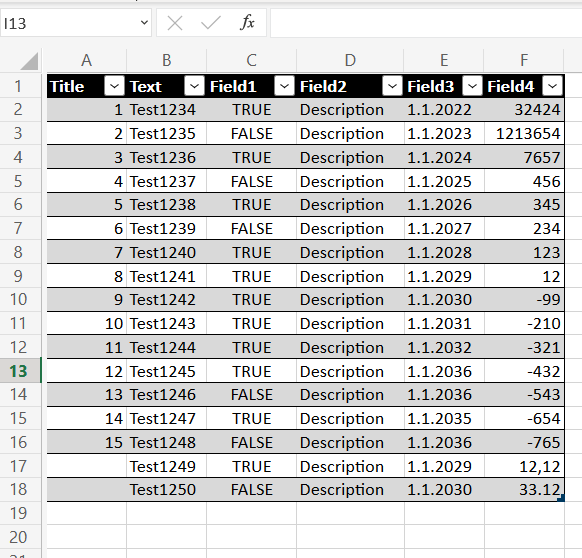 I13 fx
A B C D E F
1 Title Text Field1 Field2 Field3 Field4
2 1 Test1234 TRUE Description 1.1.2022 32424
3 2 Test1235 FALSE Description 1.1.2023 1213654
4 3 Test1236 TRUE Description 1.1.2024 7657
5 4 Test1237 FALSE Description 1.1.2025 456
6 5 Test1238 TRUE Description 1.1.2026 345
7 6 Test1239 FALSE Description 1.1.2027 234
8 7 Test1240 TRUE Description 1.1.2028 123
9 8 Test1241 TRUE Description 1.1.2029 12
10 9 Test1242 TRUE Description 1.1.2030 -99
11 10 Test1243 TRUE Description 1.1.2031 -210
12 11 Test1244 TRUE Description 1.1.2032 -321
13 12 Test1245 TRUE Description 1.1.2036 -432
14 13 Test1246 FALSE Description 1.1.2036 -543
15 14 Test1247 TRUE Description 1.1.2035 -654
16 15 Test1248 FALSE Description 1.1.2036 -765
17 Test1249 TRUE Description 1.1.2029 12,12
18 Test1250 FALSE Description 1.1.2030 33.12
19
20